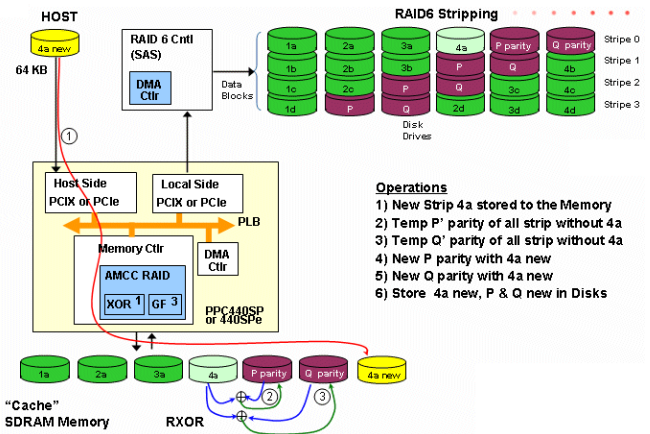 HOST
RAID6 Stripping
4a new
64 KB
1
RAID 6 Cntl
(SAS)
DMA
Ctlr
Data
Blocks
1a 2a 3a 4a P parity Q parity Stripe 0
1b 2b 3b P Q 4b Stripe 1
1c 2c P Q 3c 4c Stripe 2
1d P Q 2d 3d 4d Stripe 3
Disk
Drives
Host Side
PCIX or PCIe
Local Side
PCIX or PCIe
PLB
Memory Ctlr
AMCC RAID
XOR 1 GF 3
DMA
Ctlr
PPC440SP
or 440SPe
Operations
1) New Strip 4a stored to the Memory
2) Temp P' parity of all strip without 4a
3) Temp Q' parity of all strip without 4a
4) New P parity with 4a new
5) New Q parity with 4a new
6) Store 4a new, P & Q new in Disks
1a 2a 3a 4a P parity Q parity 4a new
2 3
"Cache"
SDRAM Memory
RXOR